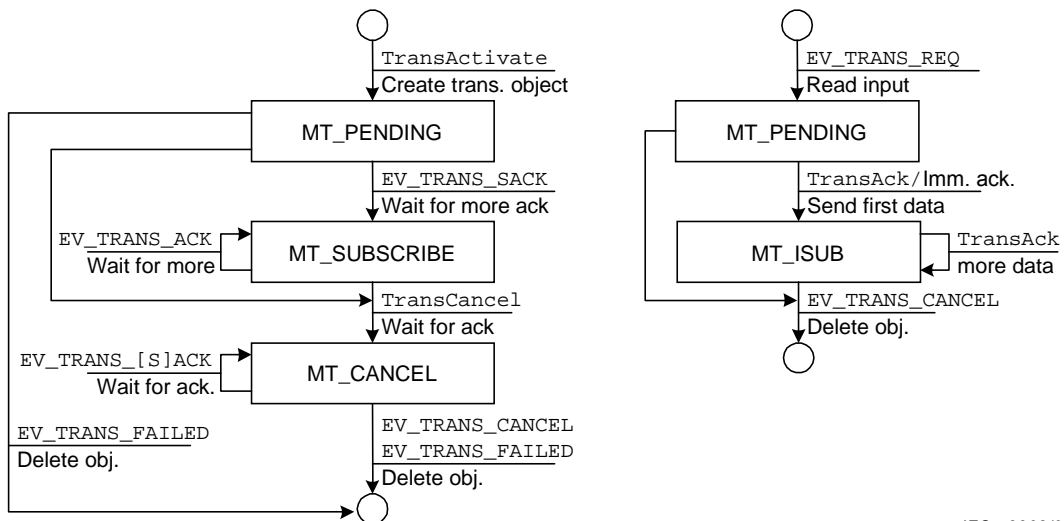 TransActivate
Create trans. object
MT_PENDING
EV_TRANS_SACK
Wait for more ack
EV_TRANS_ACK
Wait for more
MT_SUBSCRIBE
TransCancel
Wait for ack
EV_TRANS_[S]ACK
Wait for ack.
MT_CANCEL
EV_TRANS_FAILED
Delete obj.
EV_TRANS_CANCEL
EV_TRANS_FAILED
Delete obj.
EV_TRANS_REQ
Read input
MT_PENDING
TransAck/Imm. ack.
Send first data
MT_ISUB
TransAck
more data
EV_TRANS_CANCEL
Delete obj.